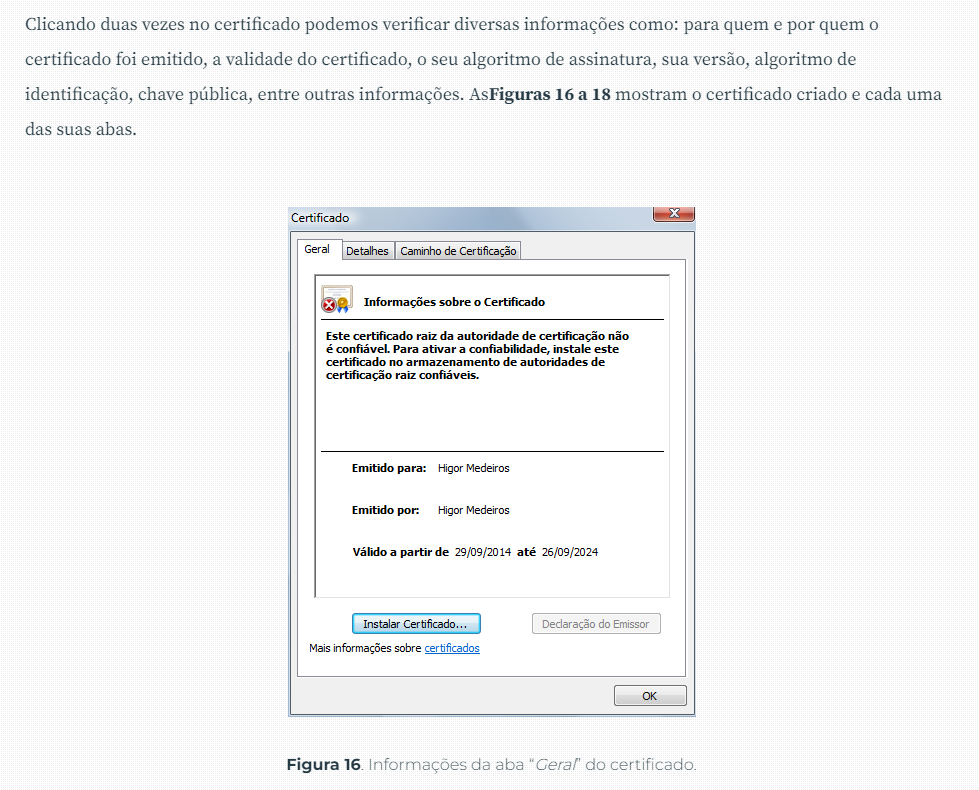 Clicando duas vezes no certificado podemos verificar diversas informações como: para quem e por quem o
certificado foi emitido, a validade do certificado, o seu algoritmo de assinatura, sua versão, algoritmo de
identificação, chave pública, entre outras informações. AsFiguras 16 a 18 mostram o certificado criado e cada uma
das suas abas.
Certificado
Geral Detalhes Caminho de Certificação
Informações sobre o Certificado
Este certificado raiz da autoridade de certificação não
é confiável. Para ativar a confiabilidade, instale este
certificado no armazenamento de autoridades de
certificação raiz confiáveis.
Emitido para: Higor Medeiros
Emitido por: Higor Medeiros
Válido a partir de 29/09/2014 até 26/09/2024
Instalar Certificado... Declaração do Emissor
Mais informações sobre certificados
OK
Figura 16. Informações da aba “Geral” do certificado.